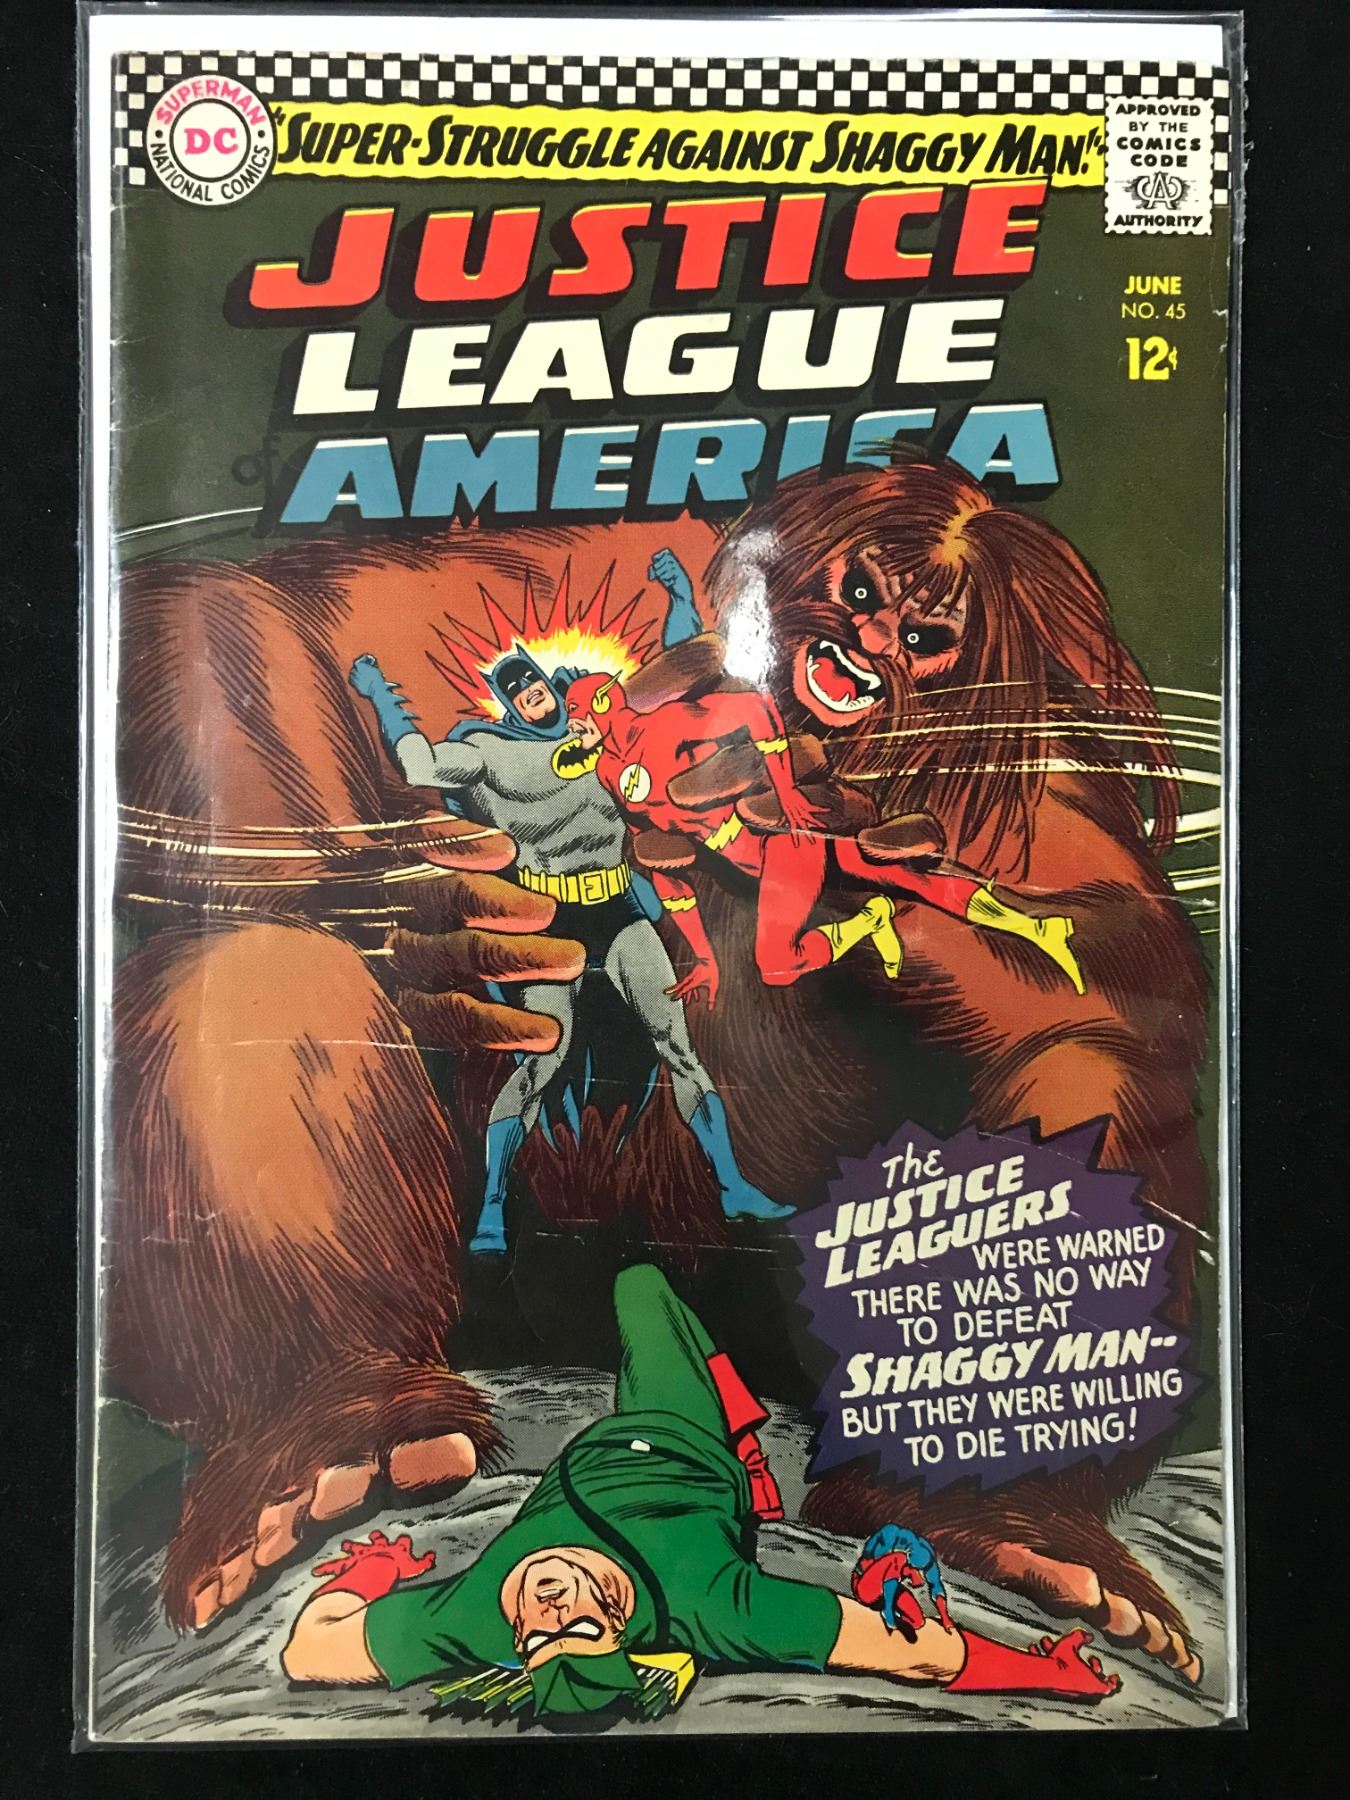 SUPERMAN
DC
NATIONAL COMICS
"SUPER-STRUGGLE AGAINST SHAGGY MAN!"
APPROVED
BY THE
COMICS
CODE
CA
AUTHORITY
JUSTICE
LEAGUE
of AMERICA
JUNE
NO. 45
12¢
The
JUSTICE
LEAGUERS
WERE WARNED
THERE WAS NO WAY
TO DEFEAT
SHAGGY MAN--
BUT THEY WERE WILLING
TO DIE TRYING!